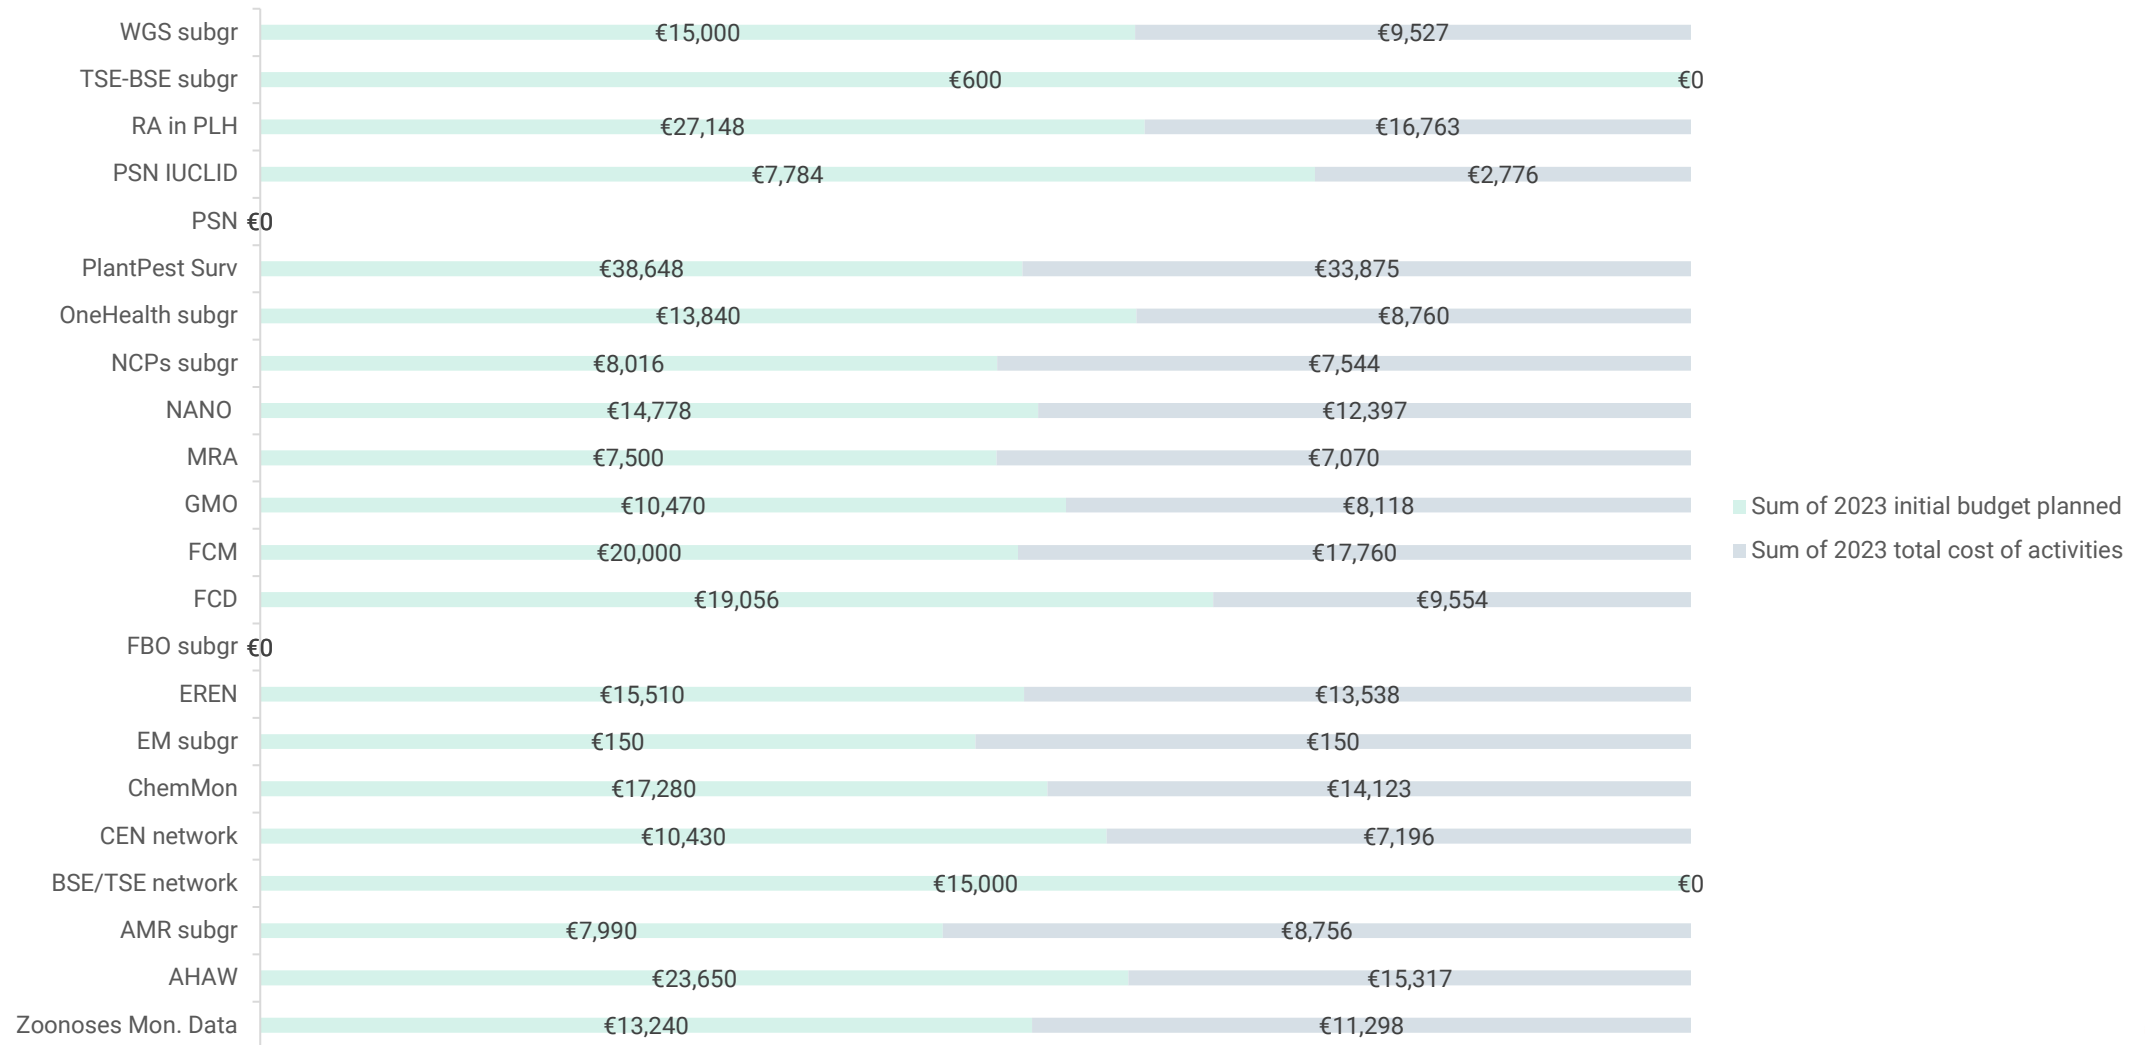 WGS subgr €15,000 €9,527
TSE-BSE subgr €600 €0
RA in PLH €27,148 €16,763
PSN IUCLID €7,784 €2,776
PSN €0
PlantPest Surv €38,648 €33,875
OneHealth subgr €13,840 €8,760
NCPs subgr €8,016 €7,544
NANO €14,778 €12,397
MRA €7,500 €7,070
GMO €10,470 €8,118
FCM €20,000 €17,760
FCD €19,056 €9,554
FBO subgr €0
EREN €15,510 €13,538
EM subgr €150 €150
ChemMon €17,280 €14,123
CEN network €10,430 €7,196
BSE/TSE network €15,000 €0
AMR subgr €7,990 €8,756
AHAW €23,650 €15,317
Zoonoses Mon. Data €13,240 €11,298
Sum of 2023 initial budget planned
Sum of 2023 total cost of activities